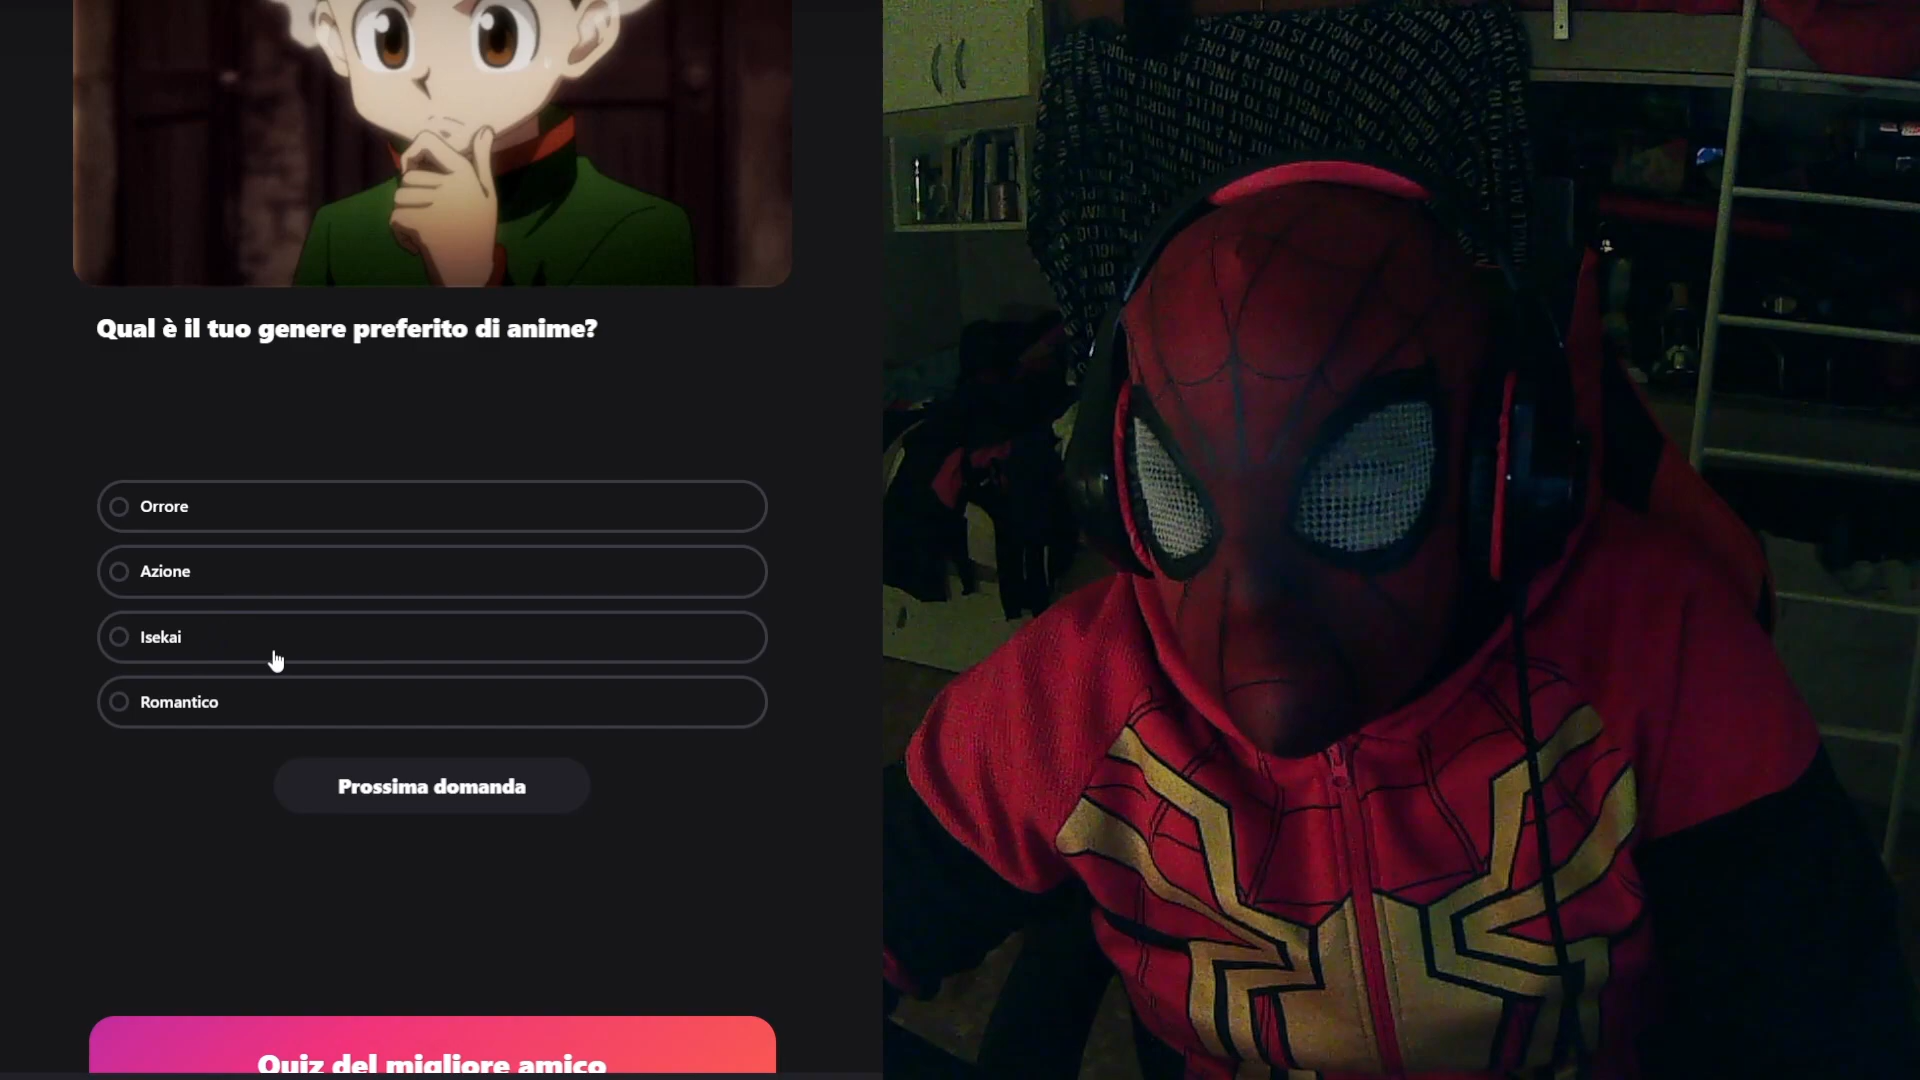 Qual è il tuo genere preferito di anime?
Orrore
Azione
Isekai
Romantico
Prossima domanda
Quiz del migliore amico